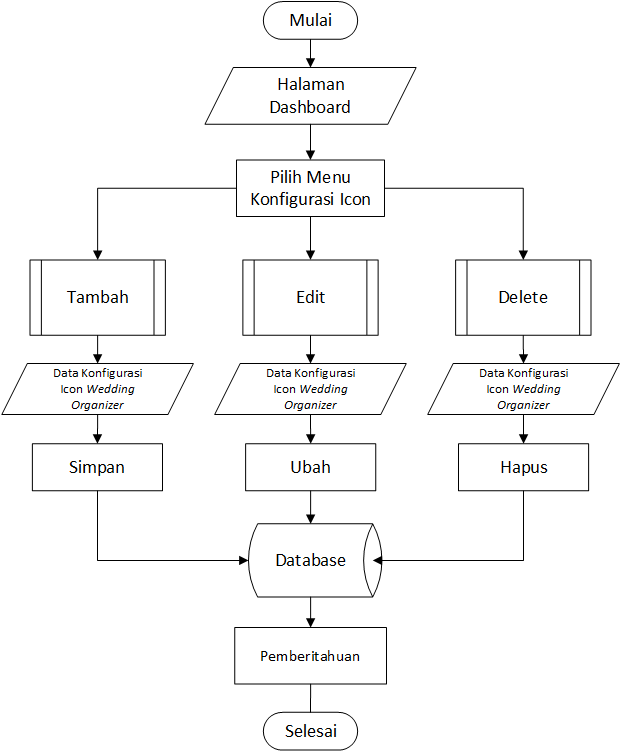 Mulai
Halaman
Dashboard
Pilih Menu
Konfigurasi Icon
Tambah
Edit
Delete
Data Konfigurasi
Icon Wedding
Organizer
Data Konfigurasi
Icon Wedding
Organizer
Data Konfigurasi
Icon Wedding
Organizer
Simpan
Ubah
Hapus
Database
Pemberitahuan
Selesai